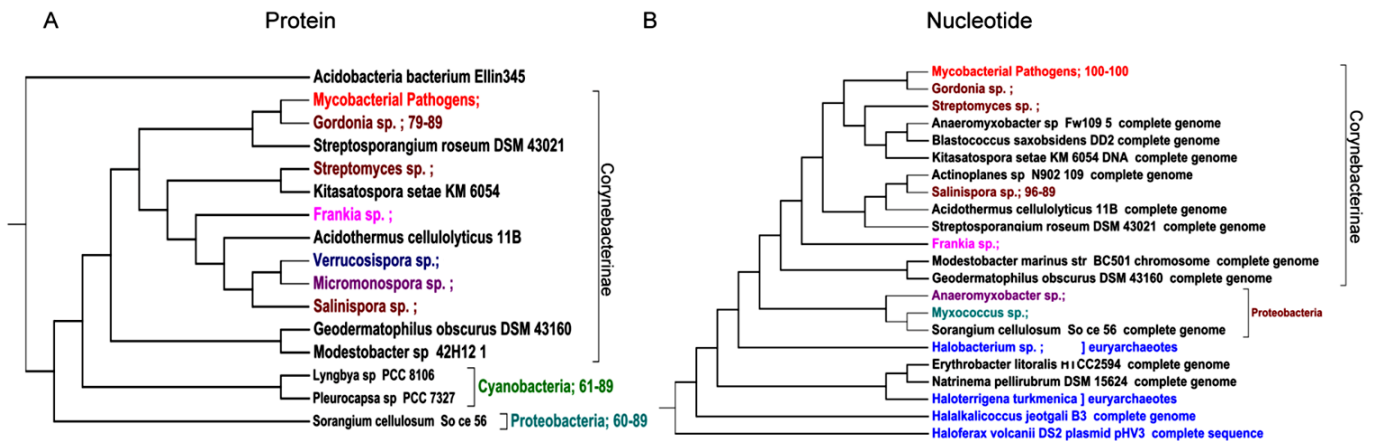 A
Protein
Acidobacteria bacterium Ellin345
Mycobacterial Pathogens;
Gordonia sp. ; 79-89
Streptosporangium roseum DSM 43021
Streptomyces sp. ;
Kitasatospora setae KM 6054
Frankia sp. ;
Acidothermus cellulolyticus 11B
Verrucosispora sp.;
Micromonospora sp. ;
Salinispora sp. ;
Geodermatophilus obscurus DSM 43160
Modestobacter sp 42H12 1
Corynebacterinae
Lyngbya sp PCC 8106
Pleurocapsa sp PCC 7327
Cyanobacteria; 61-89
Sorangium cellulosum So ce 56
Proteobacteria; 60-89
B
Nucleotide
Mycobacterial Pathogens; 100-100
Gordonia sp. ;
Streptomyces sp. ;
Anaeromyxobacter sp Fw109 5 complete genome
Blastococcus saxobsidens DD2 complete genome
Kitasatospora setae KM 6054 DNA complete genome
Actinoplanes sp N902 109 complete genome
Salinispora sp.; 96-89
Acidothermus cellulolyticus 11B complete genome
Streptosporangium roseum DSM 43021 complete genome
Frankia sp.;
Modestobacter marinus str BC501 chromosome complete genome
Geodermatophilus obscurus DSM 43160 complete genome
Corynebacterinae
Anaeromyxobacter sp.;
Myxococcus sp.;
Sorangium cellulosum So ce 56 complete genome
Proteobacteria
Halobacterium sp. ; ] euryarchaeotes
Erythrobacter litoralis HTCC2594 complete genome
Natrinema pellirubrum DSM 15624 complete genome
Haloterrigena turkmenica ] euryarchaeotes
Halalkalicoccus jeotgali B3 complete genome
Haloferax volcanii DS2 plasmid pHV3 complete sequence